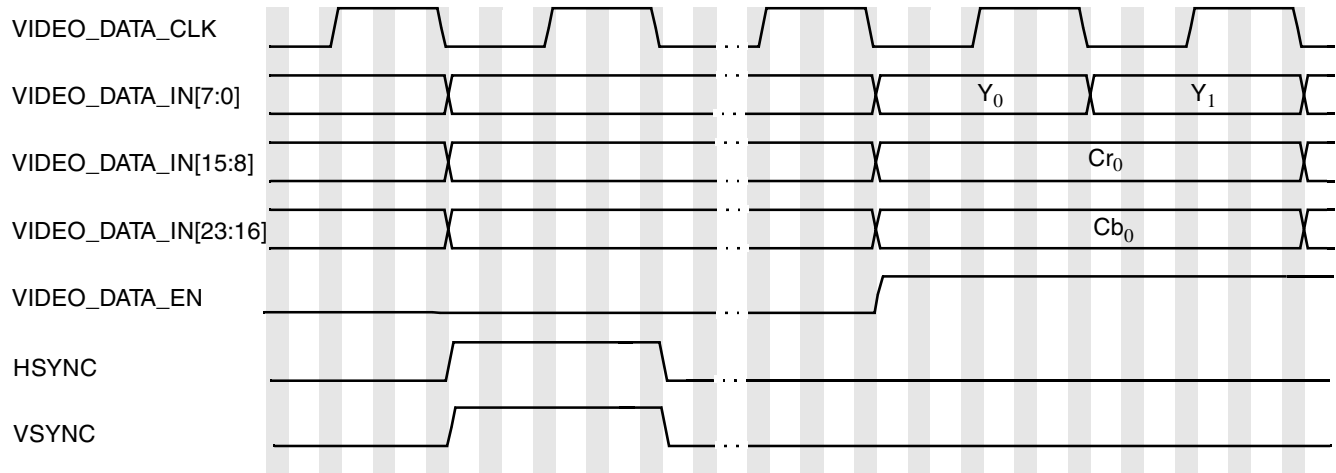 VIDEO_DATA_CLK
VIDEO_DATA_IN[7:0] Y0 Y1
VIDEO_DATA_IN[15:8] Cr0
VIDEO_DATA_IN[23:16] Cb0
VIDEO_DATA_EN
HSYNC
VSYNC